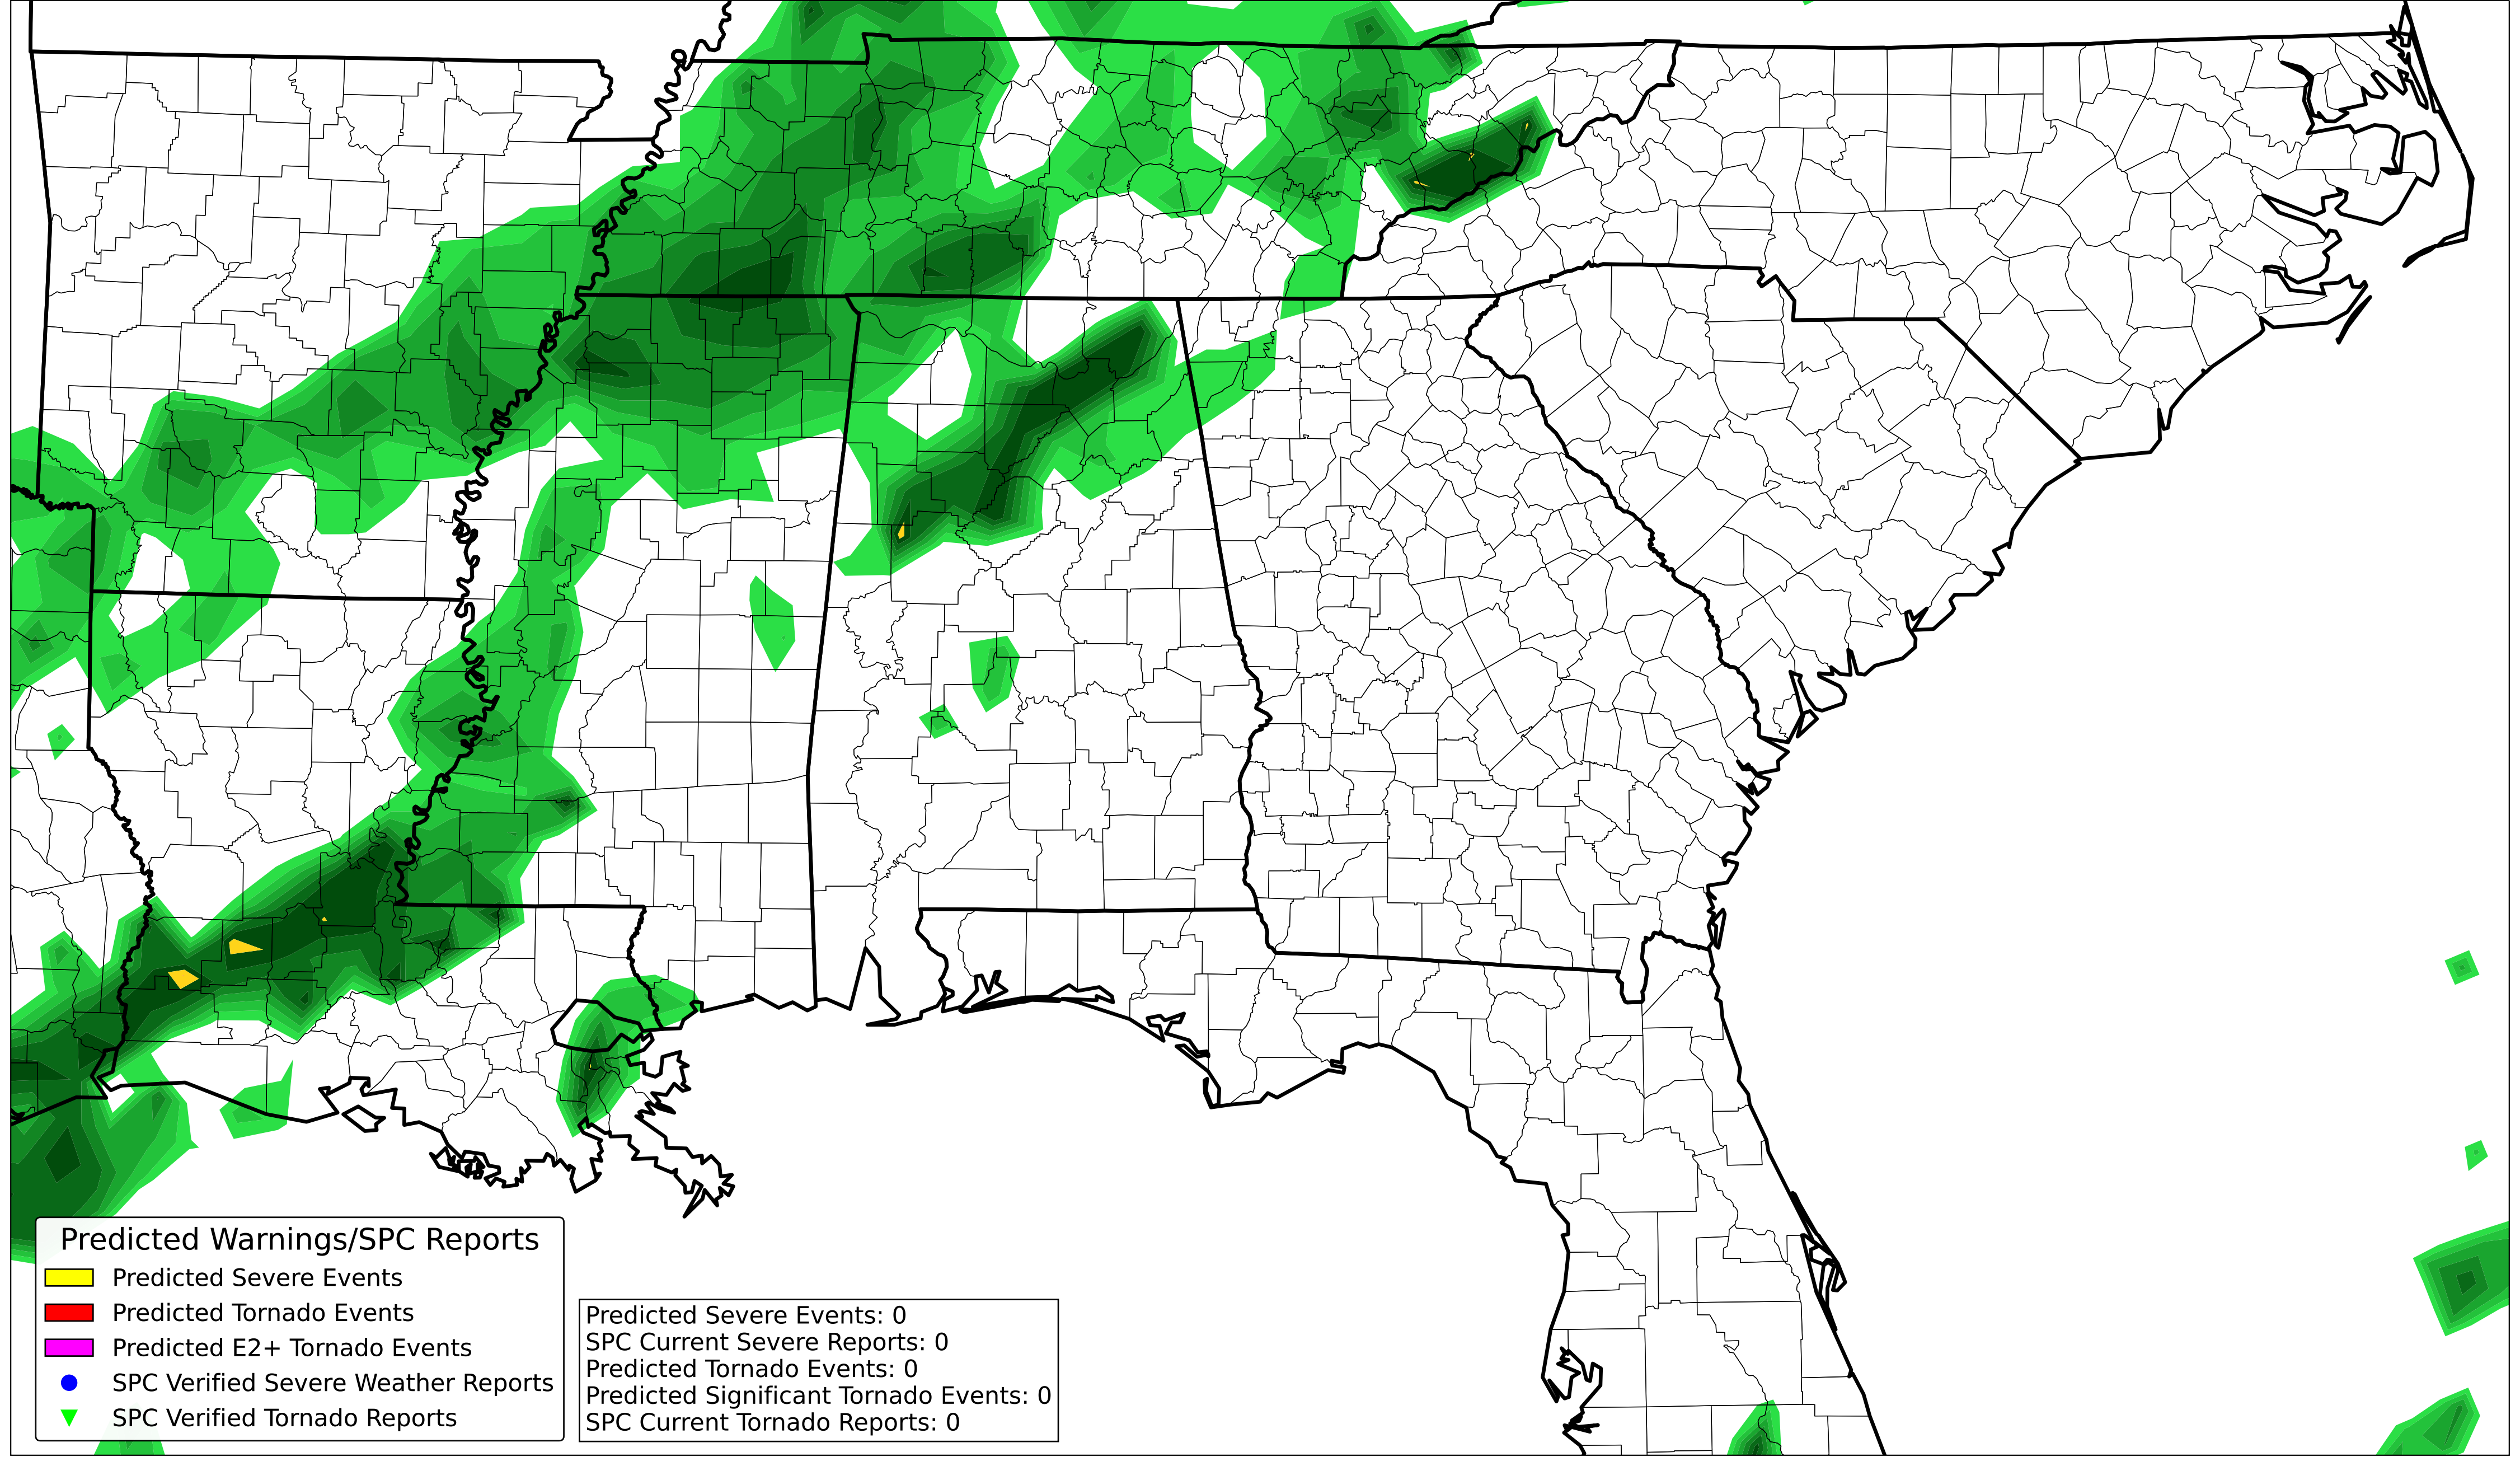 Predicted Warnings/SPC Reports
Predicted Severe Events
Predicted Tornado Events
Predicted E2+ Tornado Events
SPC Verified Severe Weather Reports
SPC Verified Tornado Reports
Predicted Severe Events: 0
SPC Current Severe Reports: 0
Predicted Tornado Events: 0
Predicted Significant Tornado Events: 0
SPC Current Tornado Reports: 0